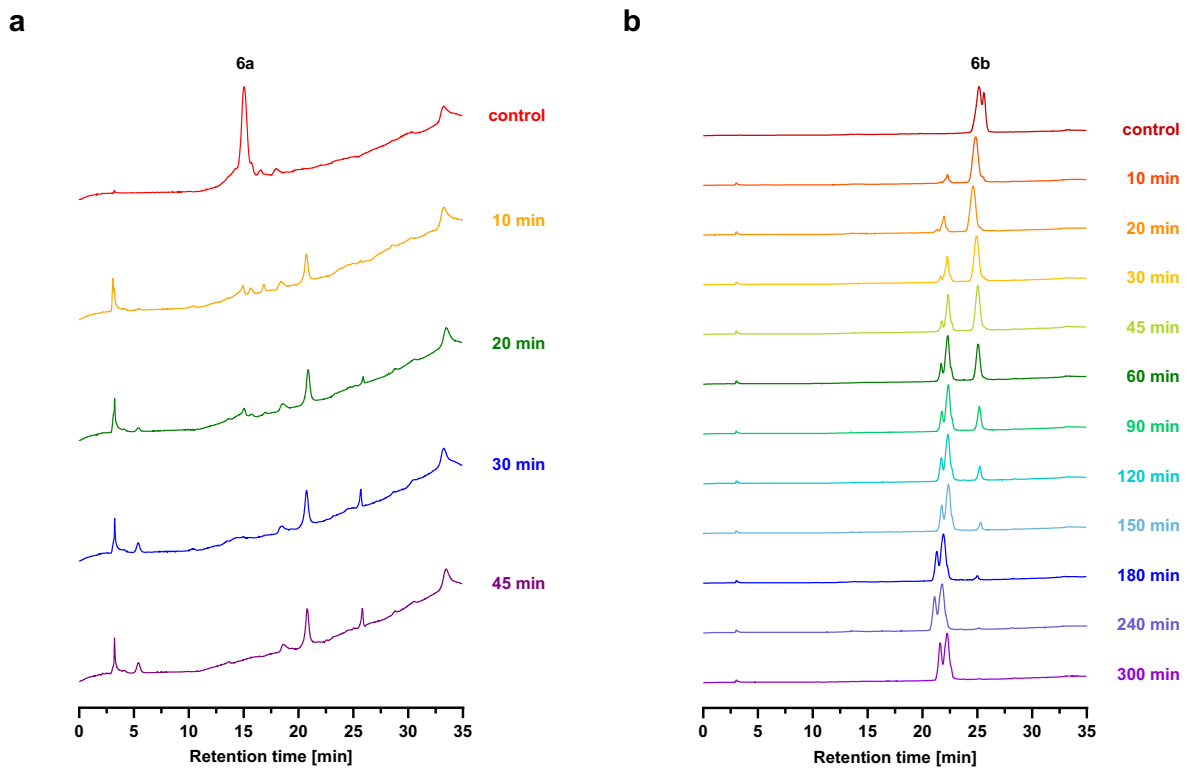 a
6a
control
10 min
20 min
30 min
45 min
0 5 10 15 20 25 30 35
Retention time [min]
b
6b
control
10 min
20 min
30 min
45 min
60 min
90 min
120 min
150 min
180 min
240 min
300 min
0 5 10 15 20 25 30 35
Retention time [min]